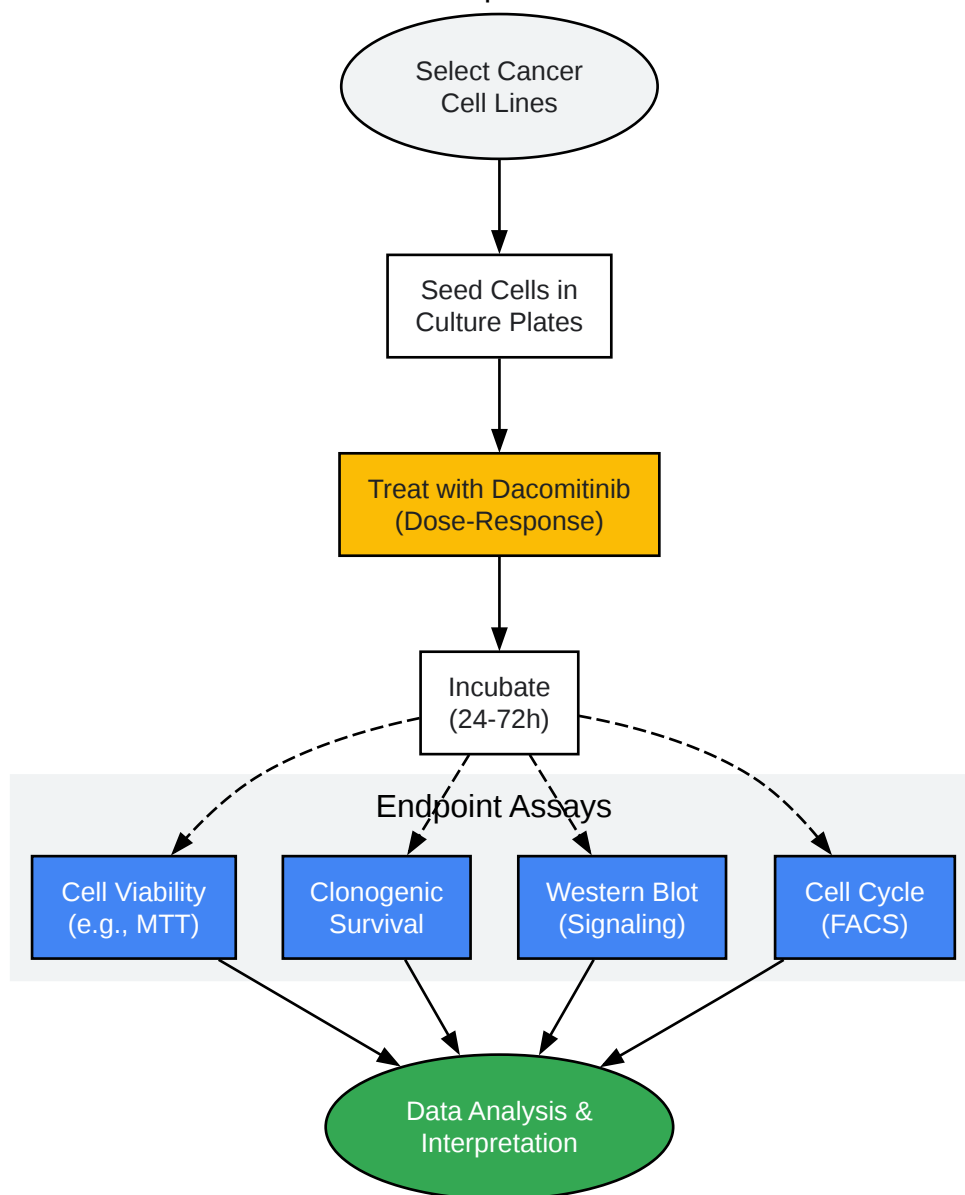 Select Cancer
Cell Lines
Seed Cells in
Culture Plates
Treat with Dacomitinib
(Dose-Response)
Incubate
(24-72h)
Endpoint Assays
Cell Viability
(e.g., MTT)
Clonogenic
Survival
Western Blot
(Signaling)
Cell Cycle
(FACS)
Data Analysis &
Interpretation